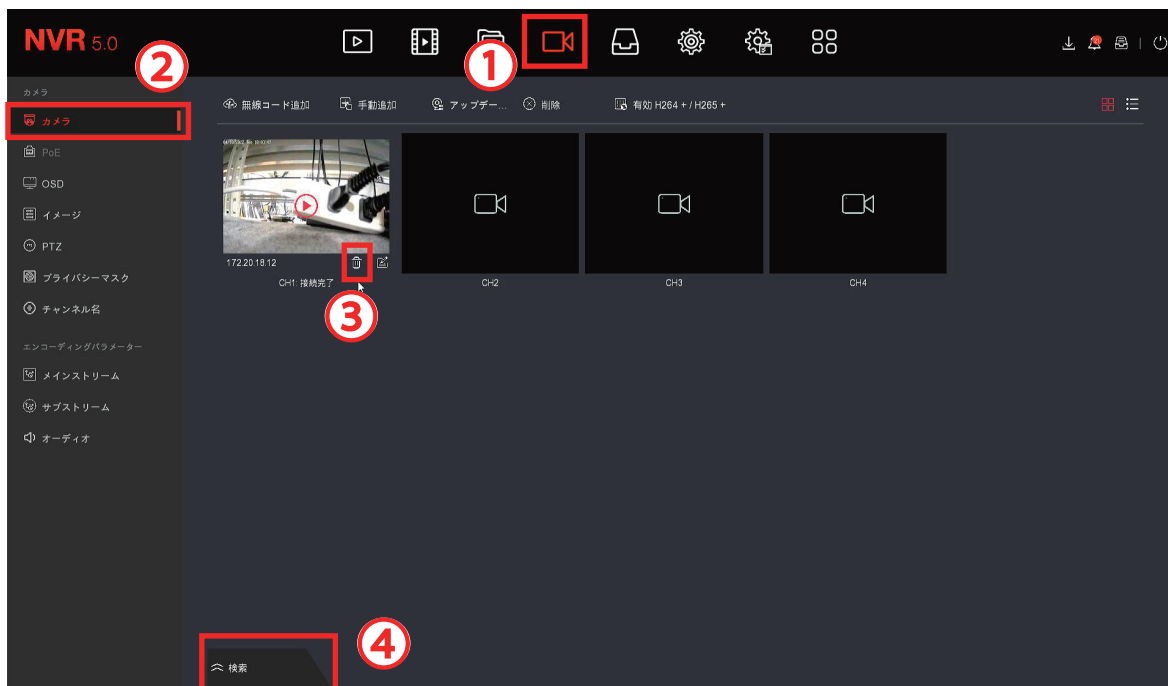 NVR 5.0
①
②
カメラ
無線コード追加 手動追加 アップデー... 削除 有効 H264 + / H265 +
カメラ
PoE
OSD
イメージ
PTZ
プライバシーマスク
チャンネル名
172.20.18.12
CH1: 接続完了 CH2 CH3 CH4
③
エンコーディングパラメーター
メインストリーム
サブストリーム
オーディオ
④
検索